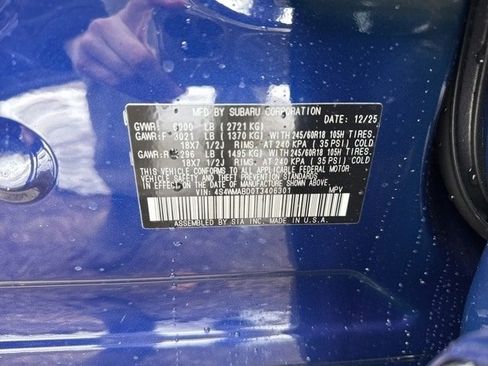 MFD BY SUBARU CORPORATION DATE: 12/25
GVWR: 6000 LB (2721 KG)
GAWR:F 3021 LB (1370 KG) WITH 245/60R18 105H TIRES,
18X7 1/2J RIMS, AT 240 KPA (35 PSI) COLD
GAWR:R 3296 LB (1495 KG) WITH 245/60R18 105H TIRES,
18X7 1/2J RIMS, AT 240 KPA (35 PSI) COLD
THIS VEHICLE CONFORMS TO ALL APPLICABLE FEDERAL MOTOR
VEHICLE SAFETY AND THEFT PREVENTION STANDARDS
IN EFFECT ON THE DATE OF MANUFACTURE SHOWN ABOVE.
VEHICLE IDENT. NO.: 4S4WMABD0T3406301 MPV
ASSEMBLED BY SIA INC. MADE IN U.S.A.